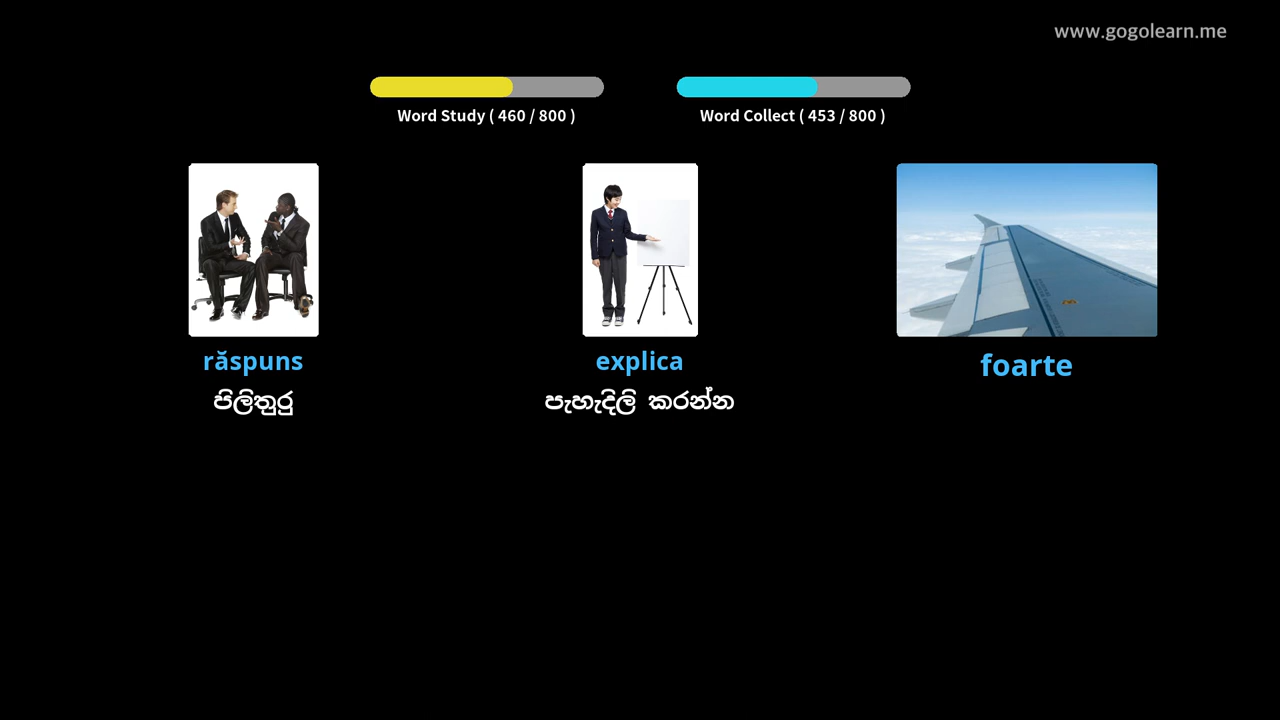 www.gogolearn.me
Word Study ( 460 / 800 )
Word Collect ( 453 / 800 )
răspuns
explica
foarte
පිලිතුරු
පැහැදිලි කරන්න